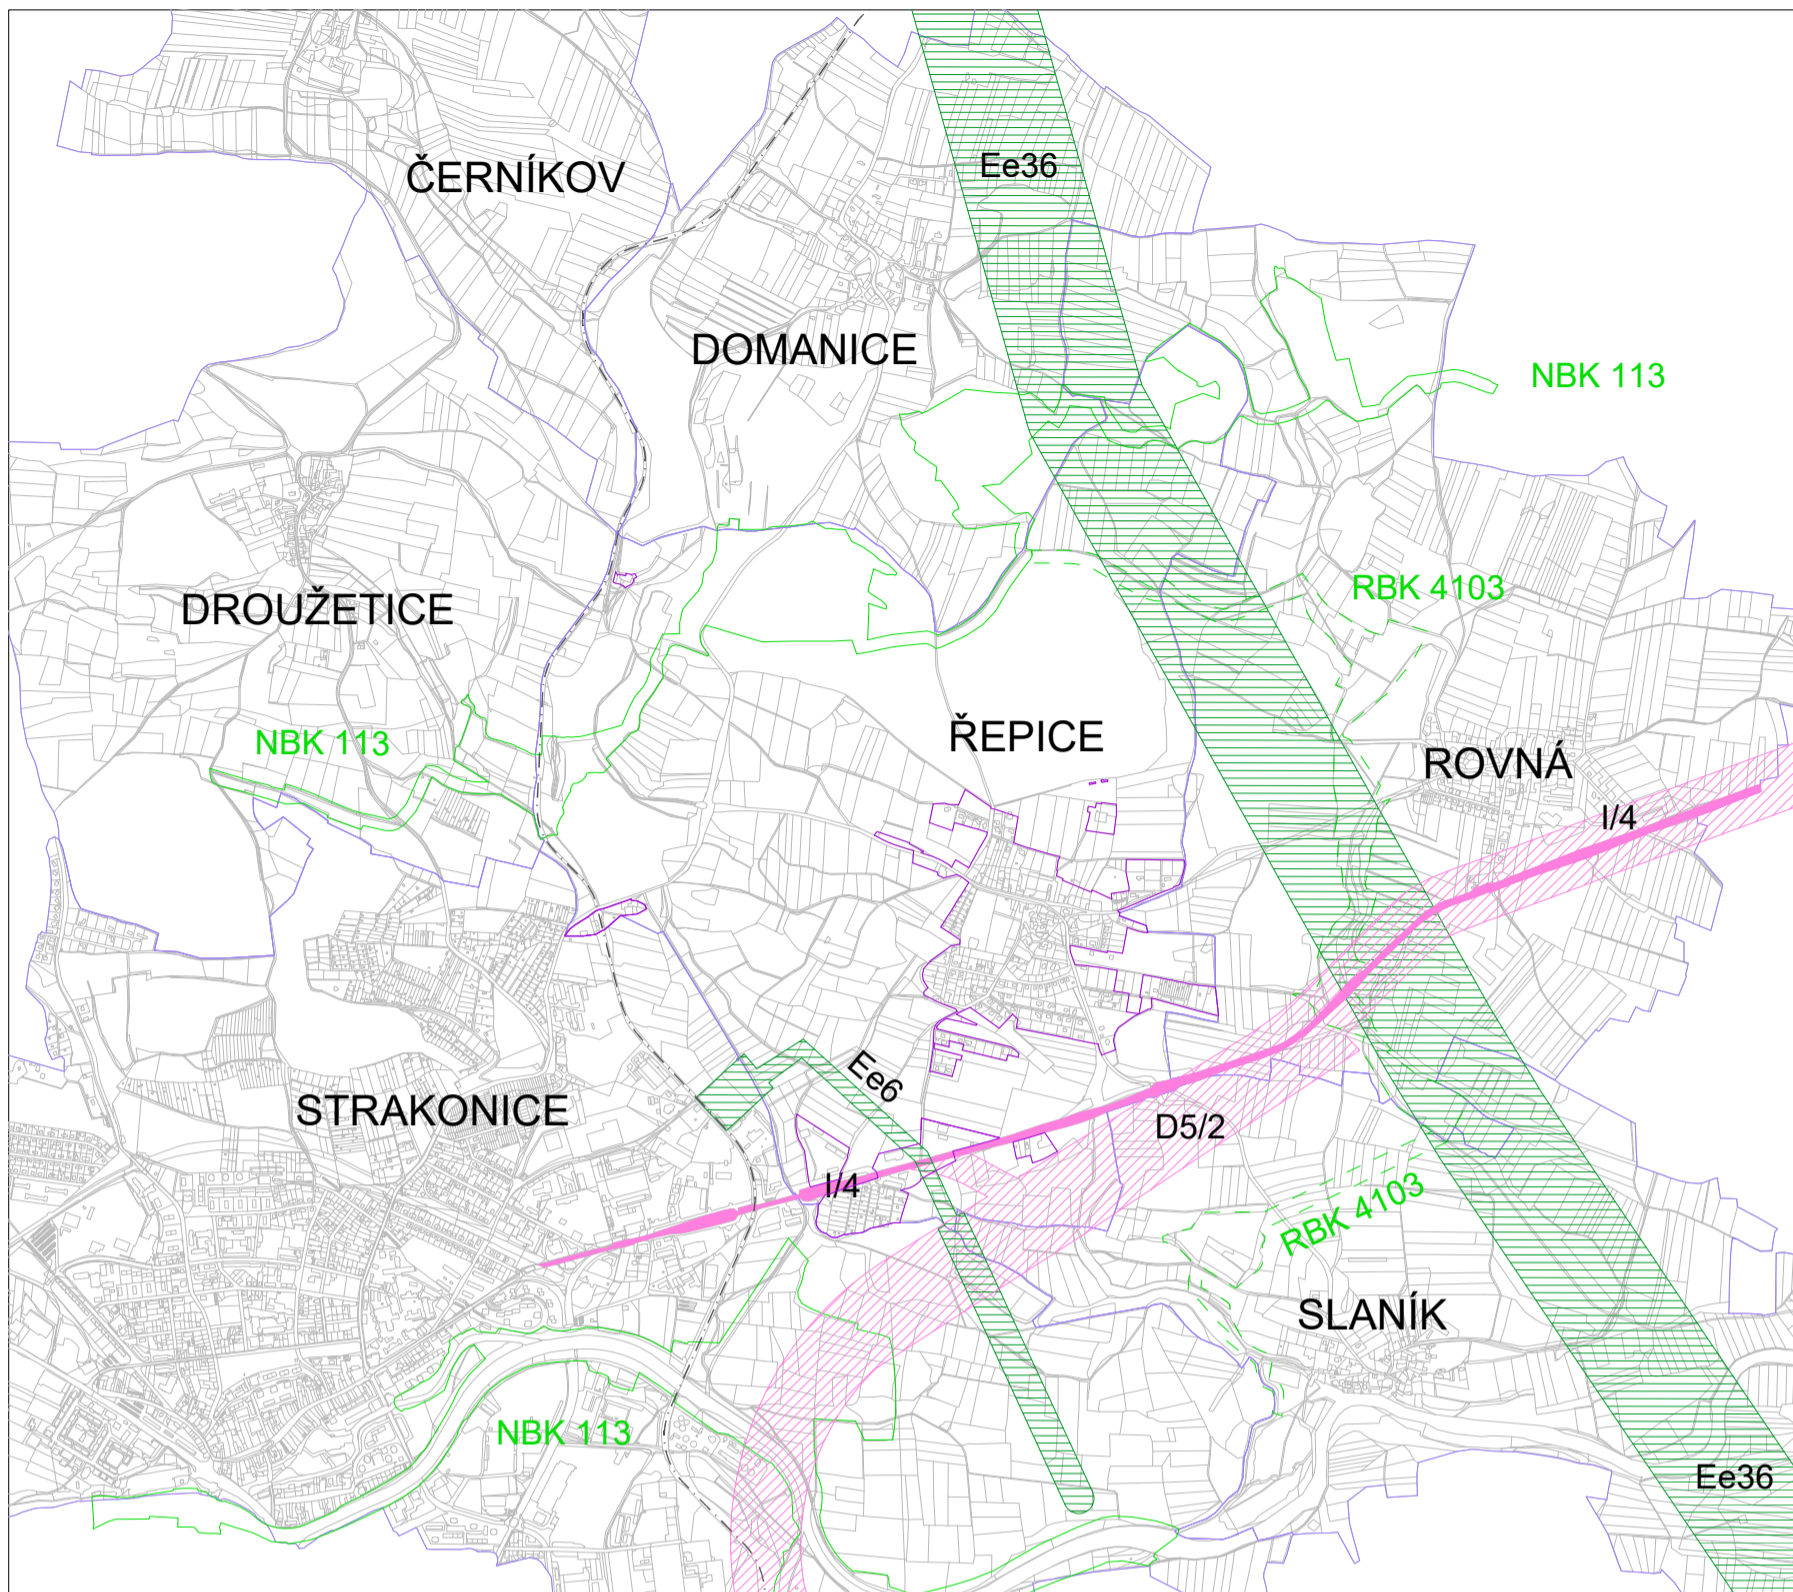 ČERNÍKOV
Ee36
DOMANICE
NBK 113
RBK 4103
DROUŽETICE
NBK 113
ŘEPICE
ROVNÁ
I/4
Ee6
STRAKONICE
D5/2
I/4
RBK 4103
SLANÍK
NBK 113
Ee36